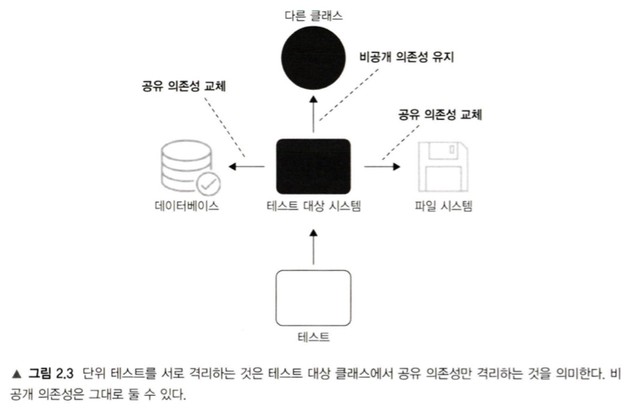 다른 클래스
비공개 의존성 유지
공유 의존성 교체
공유 의존성 교체
데이터베이스
테스트 대상 시스템
파일 시스템
테스트
▲ 그림 2.3 단위 테스트를 서로 격리하는 것은 테스트 대상 클래스에서 공유 의존성만 격리하는 것을 의미한다. 비
공개 의존성은 그대로 둘 수 있다.